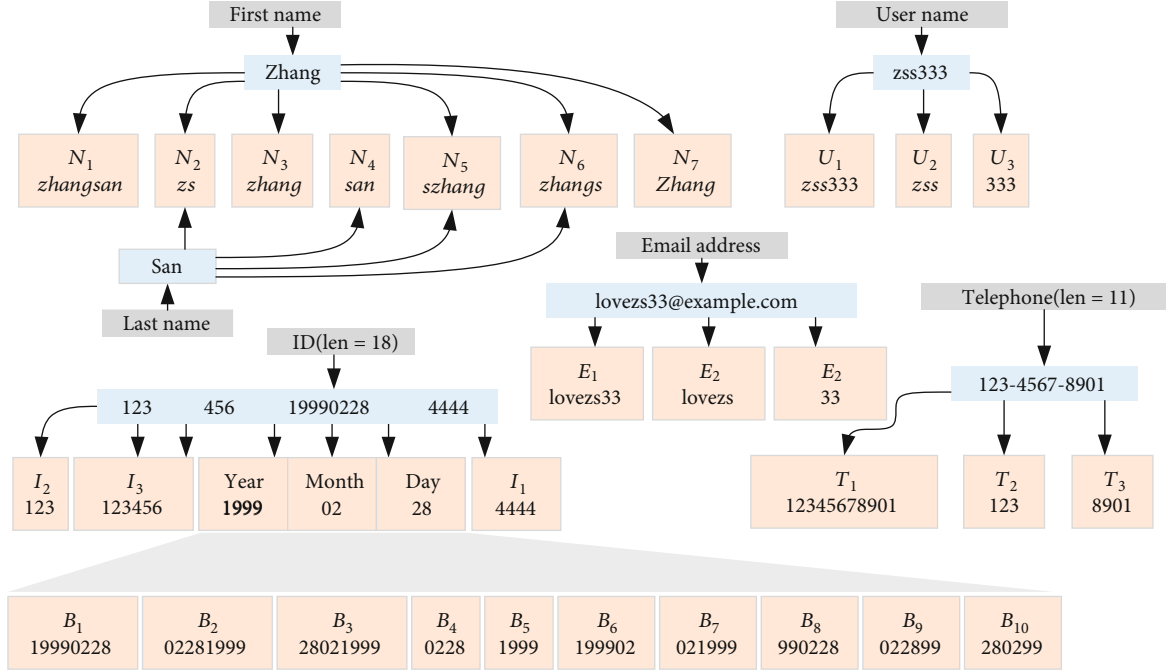 First name
Zhang
N1
zhangsan
N2
zs
N3
zhang
N4
san
N5
szhang
N6
zhangs
N7
Zhang
San
Last name
User name
zss333
U1
zss333
U2
zss
U3
333
Email address
lovezs33@example.com
E1
lovezs33
E2
lovezs
E2
33
Telephone(len = 11)
123-4567-8901
T1
12345678901
T2
123
T3
8901
ID(len = 18)
123 456 19990228 4444
I2
123
I3
123456
Year
1999
Month
02
Day
28
I1
4444
B1
19990228
B2
02281999
B3
28021999
B4
0228
B5
1999
B6
199902
B7
021999
B8
990228
B9
022899
B10
280299